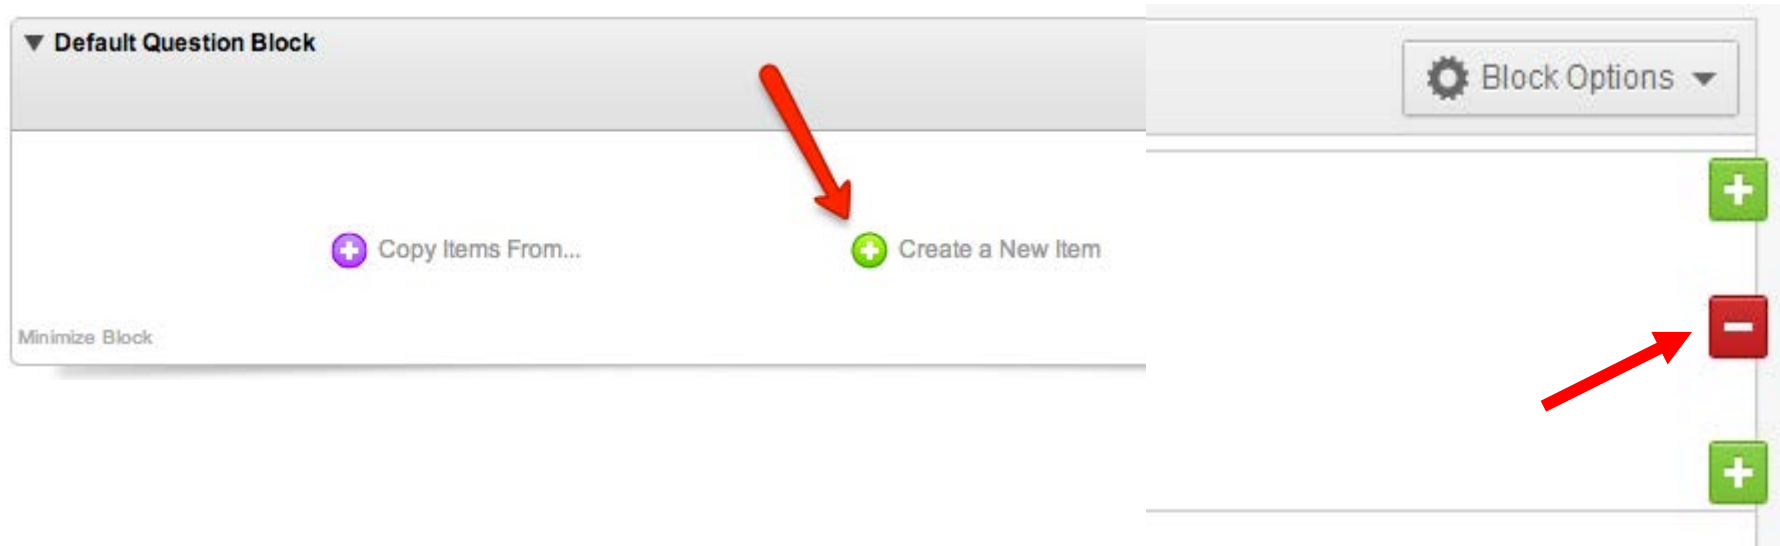 Default Question Block
Block Options
Copy Items From...
Create a New Item
Minimize Block